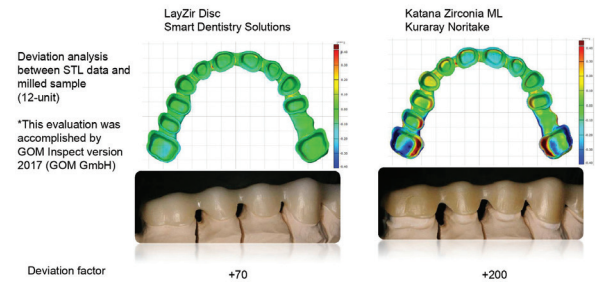 LayZir Disc
Smart Dentistry Solutions
Katana Zirconia ML
Kuraray Noritake
Deviation analysis
between STL data and
milled sample
(12-unit)
*This evaluation was
accomplished by
GOM Inspect version
2017 (GOM GmbH)
Deviation factor
+70
+200